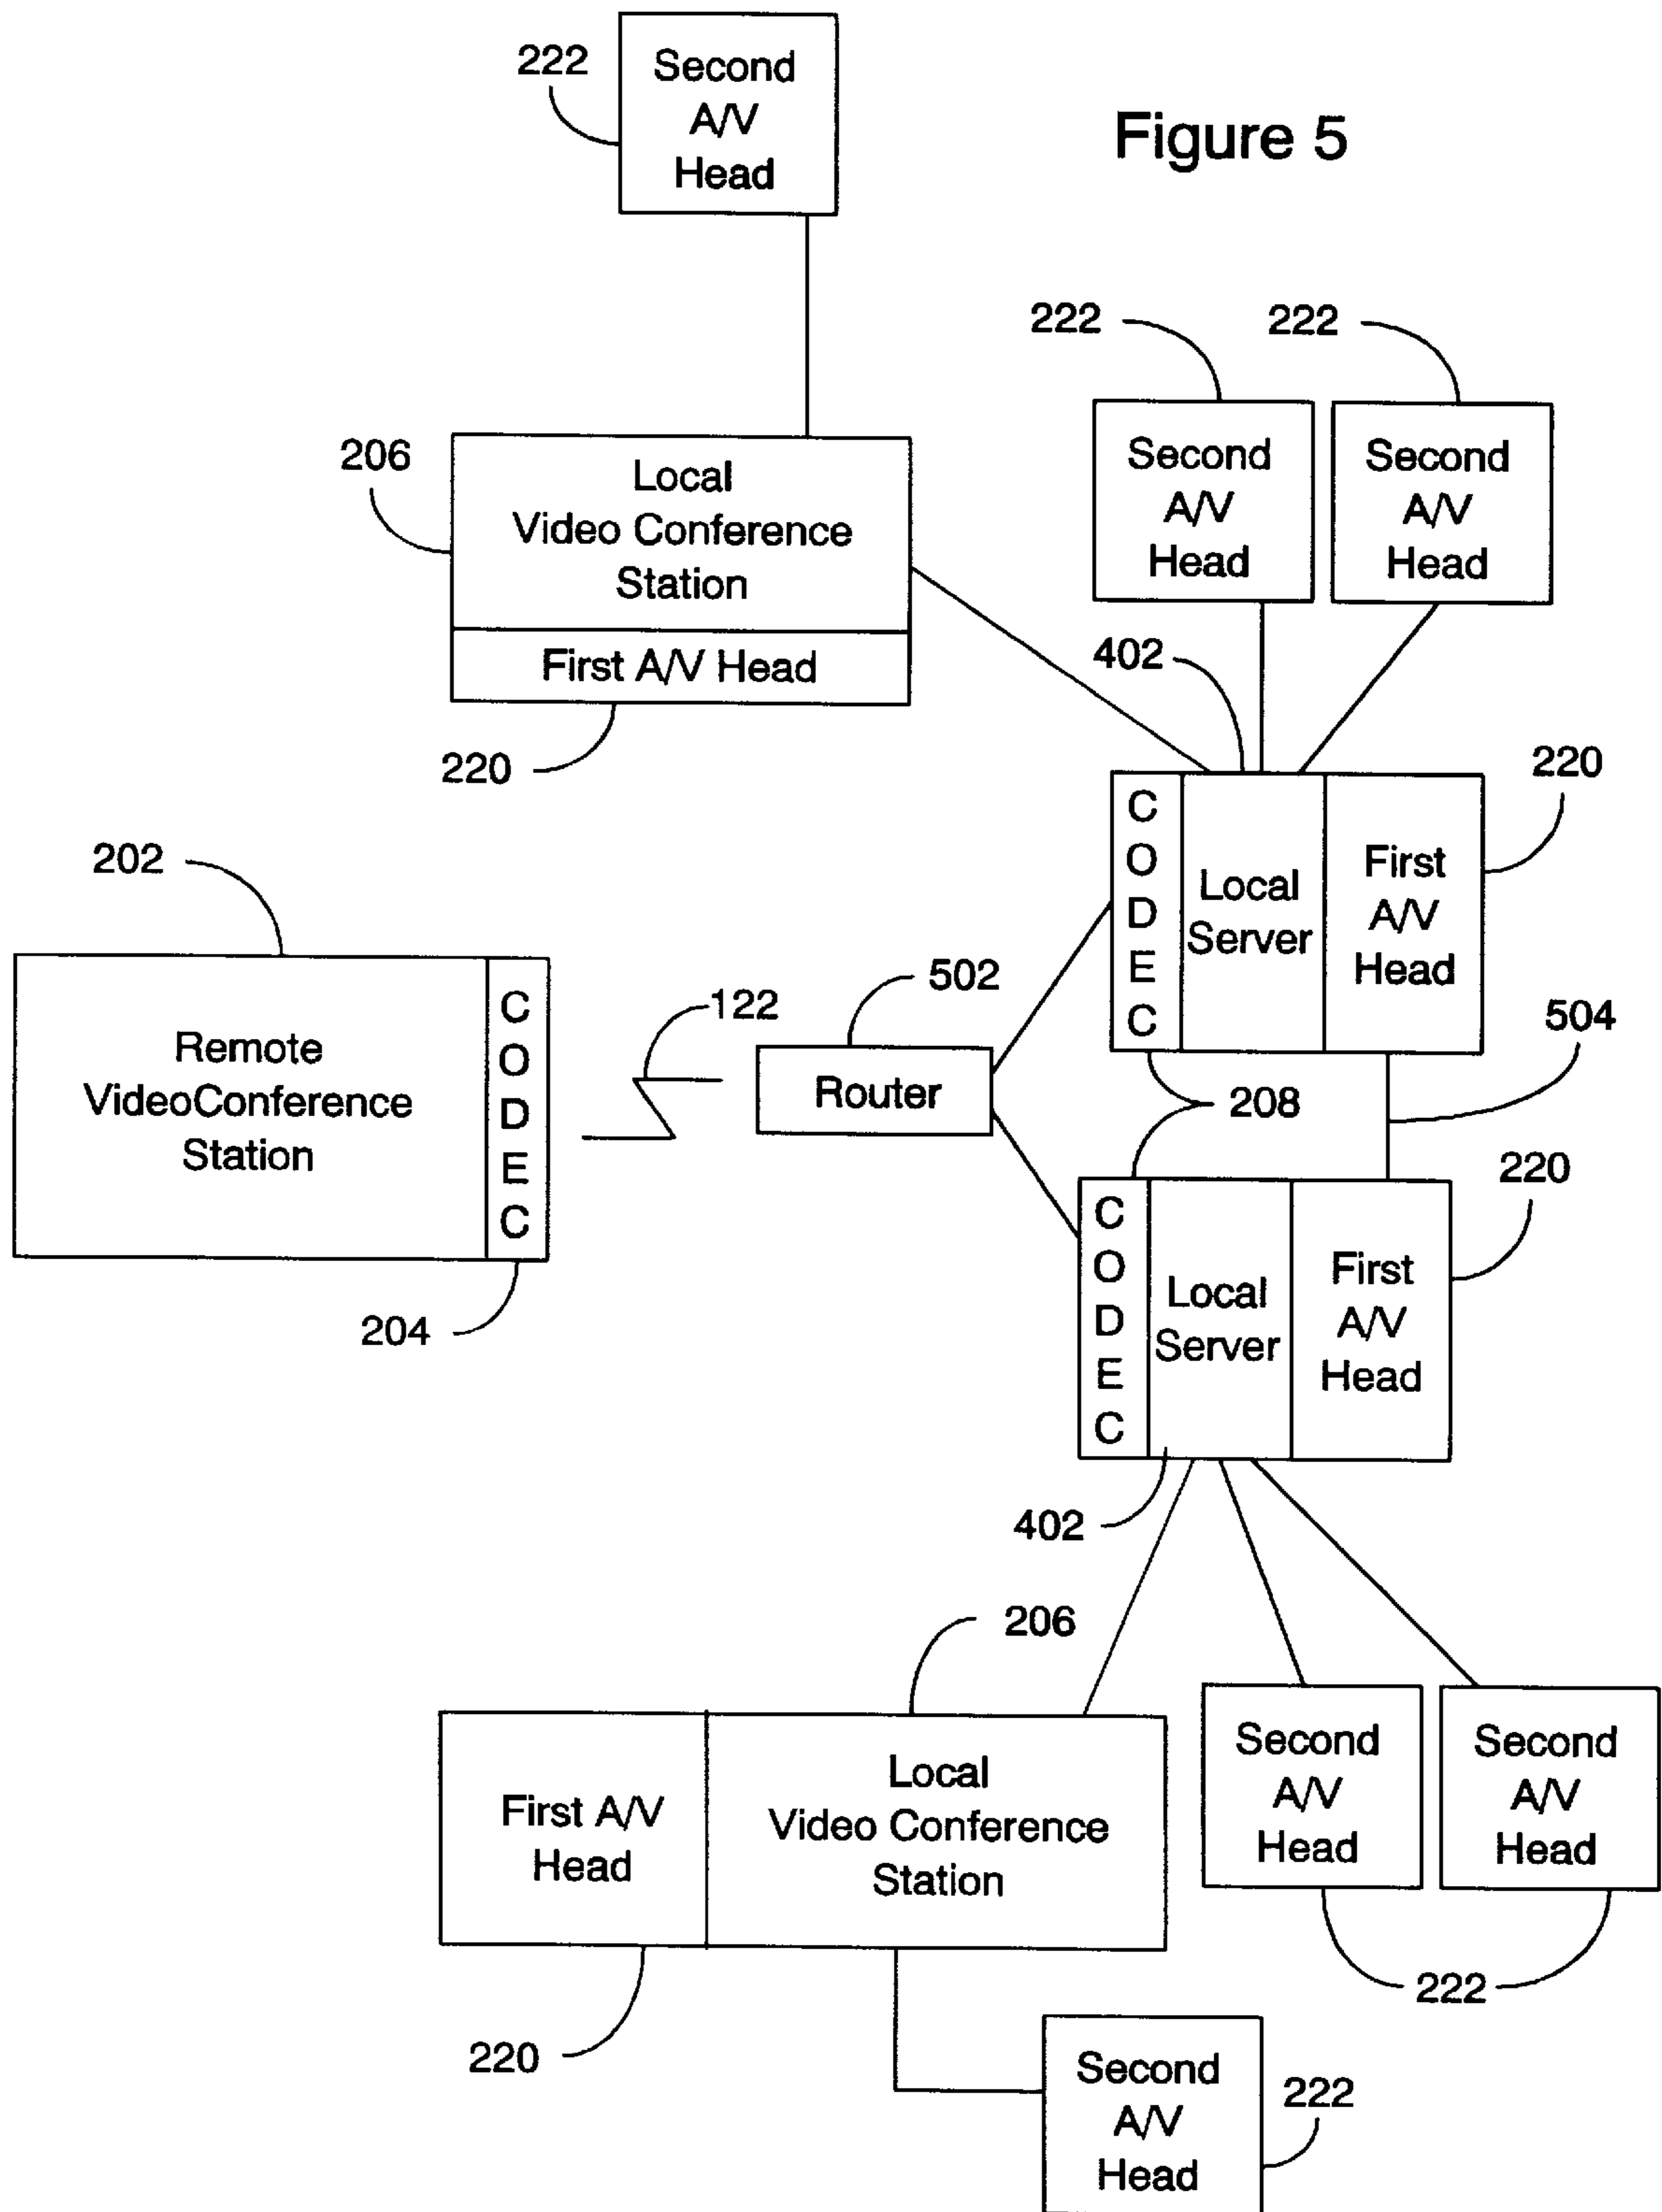 222
Second
A/V
Head
Figure 5
222
222
Second
A/V
Head
Second
A/V
Head
206
Local
Video Conference
Station
First A/V Head
220
402
220
C
O
D
E
C
Local
Server
First
A/V
Head
202
Remote
VideoConference
Station
C
O
D
E
C
204
122
502
Router
504
208
220
C
O
D
E
C
Local
Server
First
A/V
Head
402
206
First A/V
Head
Local
Video Conference
Station
220
Second
A/V
Head
Second
A/V
Head
222
Second
A/V
Head
222